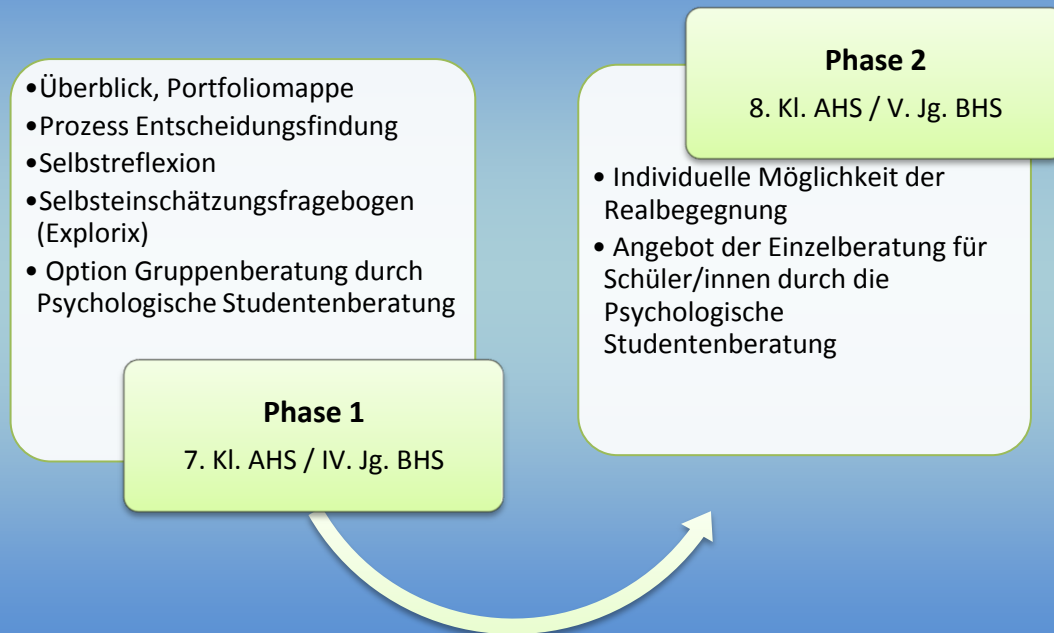 •Überblick, Portfoliomappe
•Prozess Entscheidungsfindung
•Selbstreflexion
•Selbsteinschätzungsfragebogen
(Explorix)
• Option Gruppenberatung durch
Psychologische Studentenberatung
Phase 1
7. Kl. AHS / IV. Jg. BHS
Phase 2
8. Kl. AHS / V. Jg. BHS
• Individuelle Möglichkeit der
Realbegegnung
• Angebot der Einzelberatung für
Schüler/innen durch die
Psychologische
Studentenberatung